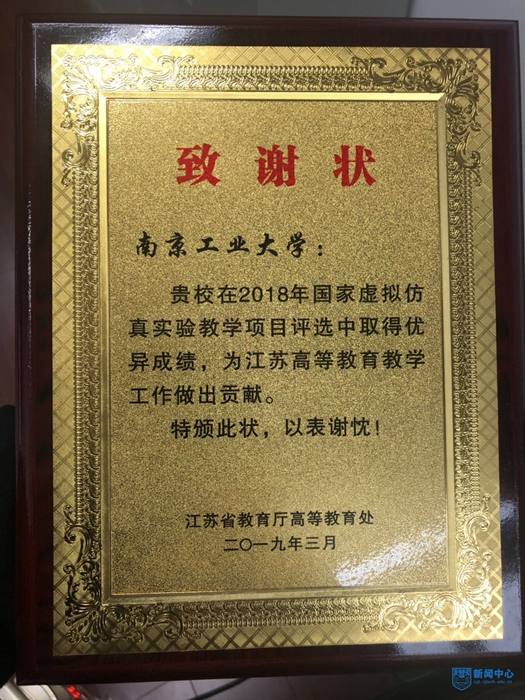 致谢状
南京工业大学：
贵校在2018年国家虚拟仿
真实验教学项目评选中取得优
异成绩，为江苏高等教育教学
工作做出贡献。
特颁此状，以表谢忱！
江苏省教育厅高等教育处
二〇一九年三月
新闻中心